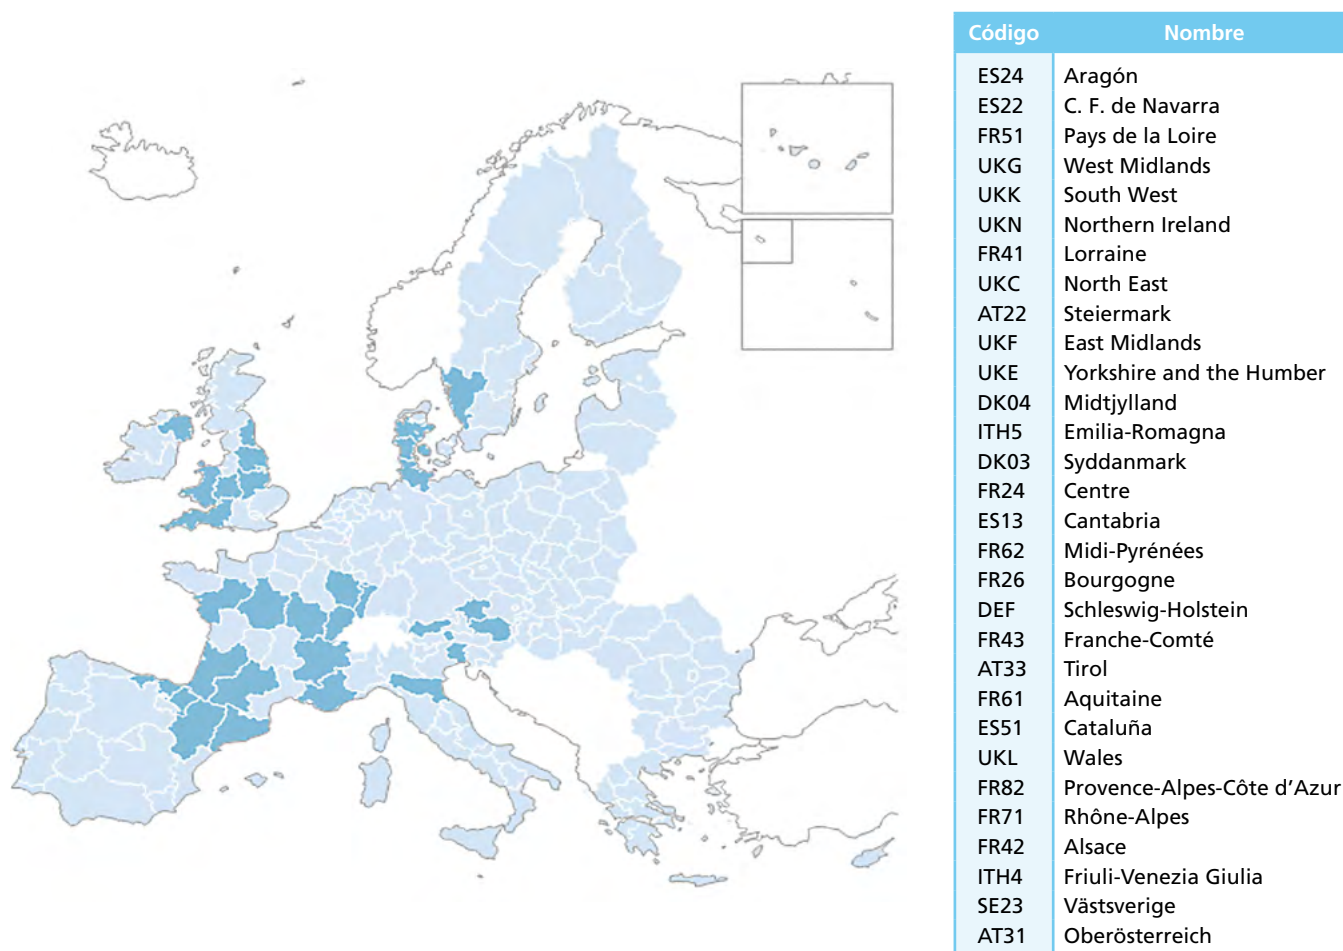 Código Nombre
ES24 Aragón
ES22 C. F. de Navarra
FR51 Pays de la Loire
UKG West Midlands
UKK South West
UKN Northern Ireland
FR41 Lorraine
UKC North East
AT22 Steiermark
UKF East Midlands
UKE Yorkshire and the Humber
DK04 Midtjylland
ITH5 Emilia-Romagna
DK03 Syddanmark
FR24 Centre
ES13 Cantabria
FR62 Midi-Pyrénées
FR26 Bourgogne
DEF Schleswig-Holstein
FR43 Franche-Comté
AT33 Tirol
FR61 Aquitaine
ES51 Cataluña
UKL Wales
FR82 Provence-Alpes-Côte d’Azur
FR71 Rhône-Alpes
FR42 Alsace
ITH4 Friuli-Venezia Giulia
SE23 Västsverige
AT31 Oberösterreich